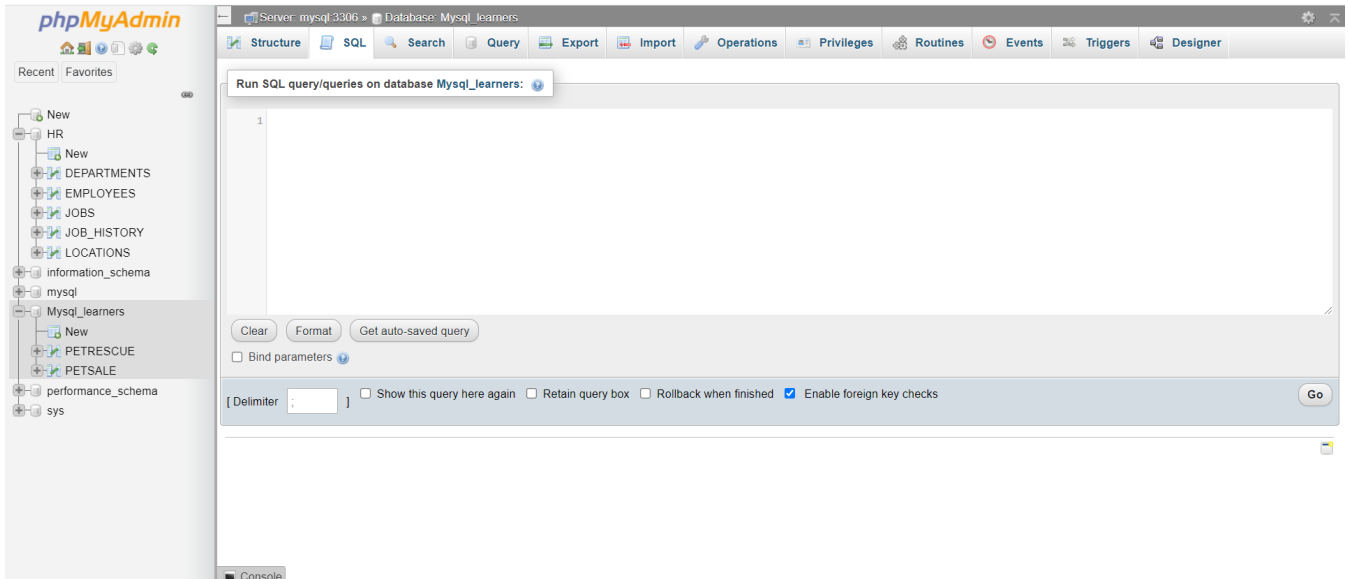 phpMyAdmin
Recent Favorites
New
HR
New
DEPARTMENTS
EMPLOYEES
JOBS
JOB_HISTORY
LOCATIONS
information_schema
mysql
Mysql_learners
New
PETRESCUE
PETSALE
performance_schema
sys
Server: mysql:3306 » Database: Mysql_learners
Structure SQL Search Query Export Import Operations Privileges Routines Events Triggers Designer
Run SQL query/queries on database Mysql_learners:
1
Clear Format Get auto-saved query
Bind parameters
[ Delimiter ; ] Show this query here again Retain query box Rollback when finished Enable foreign key checks Go
Console